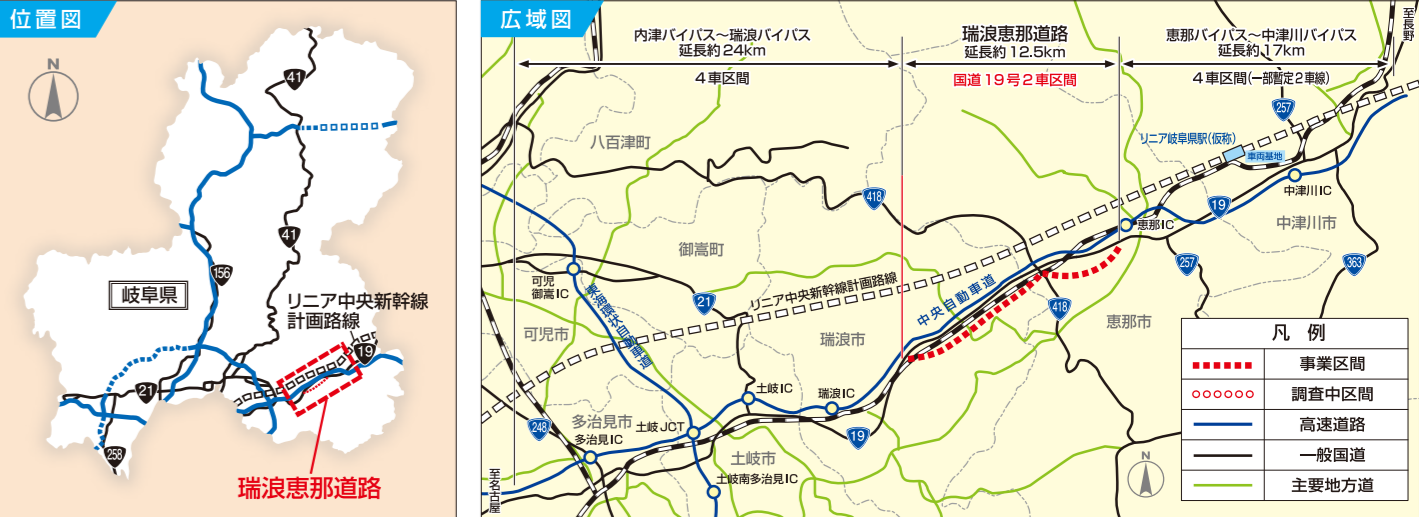 位置図
N
41
41
156
岐阜県
リニア中央新幹線
計画路線
19
21
258
瑞浪恵那道路
広域図
内津バイパス〜瑞浪バイパス
延長約24km
4車区間
瑞浪恵那道路
延長約12.5km
国道19号2車区間
恵那バイパス〜中津川バイパス
延長約17km
4車区間(一部暫定2車線)
至長野
257
リニア岐阜県駅(仮称)
車両基地
八百津町
中津川IC
418
19
恵那IC
中津川市
御嵩町
257
363
可児
御嵩IC
東海環状自動車道
21
リニア中央新幹線計画路線
中央自動車道
418
恵那市
可児市
瑞浪市
土岐IC
瑞浪IC
248
多治見市
多治見IC
土岐JCT
19
土岐市
土岐南多治見IC
至名古屋
N
凡 例
事業区間
調査中区間
高速道路
一般国道
主要地方道